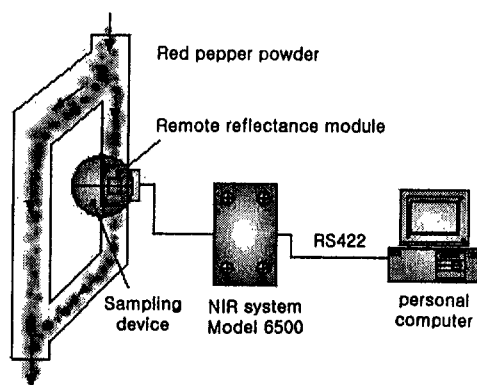 Red pepper powder
Remote reflectance module
RS422
Sampling
device
NIR system
Model 6500
personal
computer